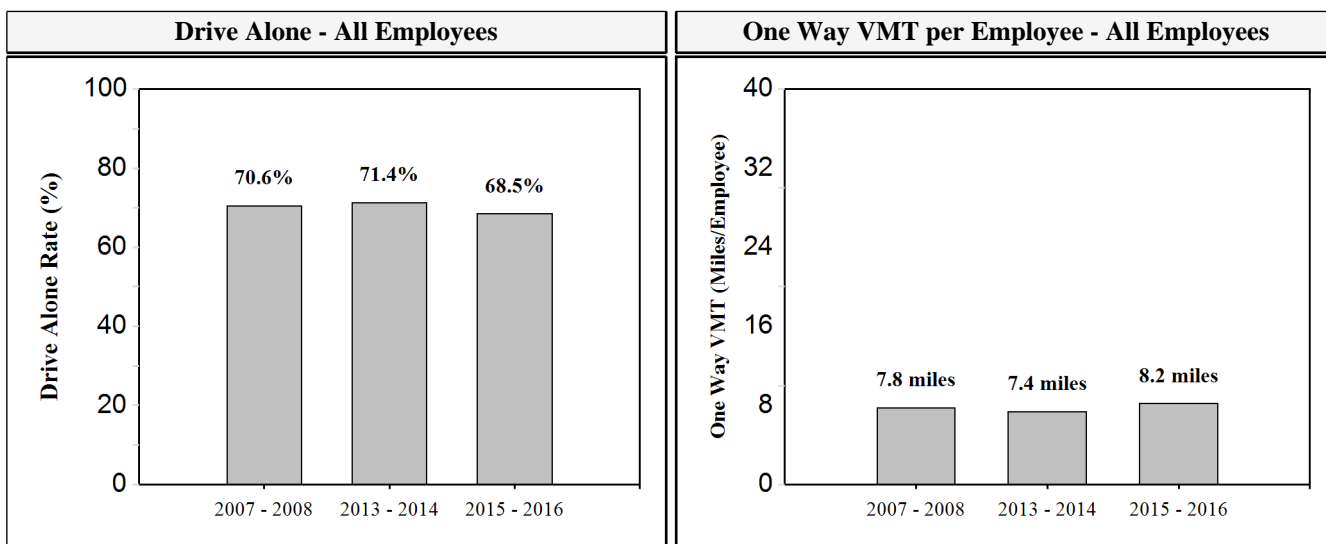 Drive Alone - All Employees
Drive Alone Rate (%)
100
80
60
40
20
0
70.6%
71.4%
68.5%
2007 - 2008
2013 - 2014
2015 - 2016
One Way VMT per Employee - All Employees
One Way VMT (Miles/Employee)
40
32
24
16
8
0
7.8 miles
7.4 miles
8.2 miles
2007 - 2008
2013 - 2014
2015 - 2016